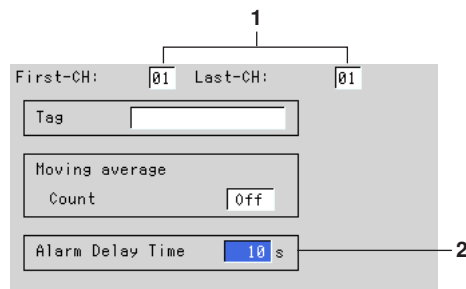 1
First-CH: 01 Last-CH: 01
Tag
Moving average
Count Off
Alarm Delay Time 10 s
2